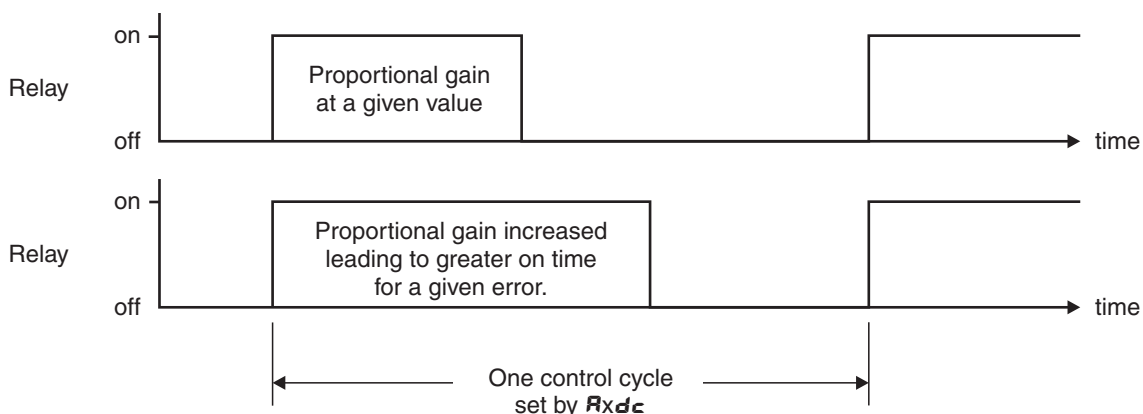 on
Relay
Proportional gain
at a given value
off
time
on
Relay
Proportional gain increased
leading to greater on time
for a given error.
off
time
One control cycle
set by Axdc